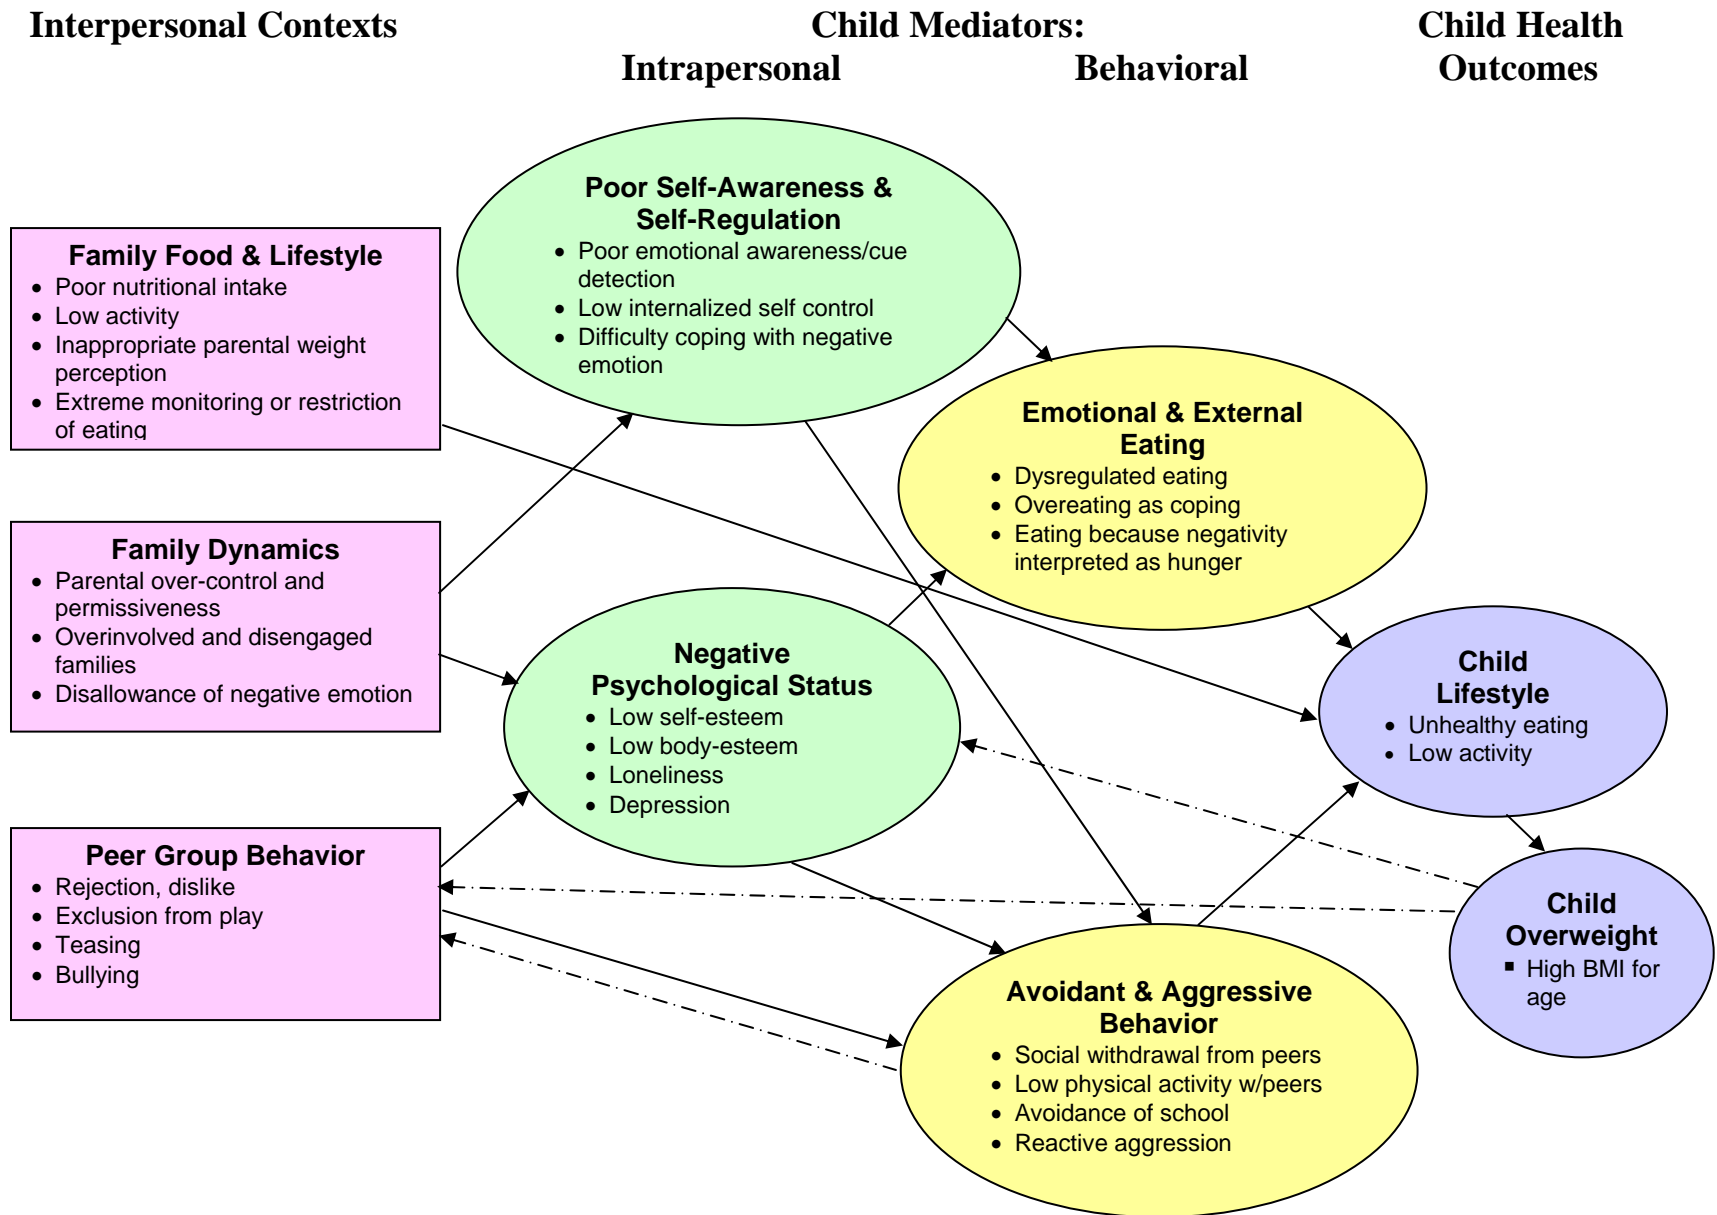 Interpersonal Contexts
Child Mediators:
Child Health
Intrapersonal
Behavioral
Outcomes
Poor Self-Awareness &
Self-Regulation
• Poor emotional awareness/cue
detection
• Low internalized self control
• Difficulty coping with negative
emotion
Family Food & Lifestyle
• Poor nutritional intake
• Low activity
• Inappropriate parental weight
perception
• Extreme monitoring or restriction
of eating
Emotional & External
Eating
• Dysregulated eating
• Overeating as coping
• Eating because negativity
interpreted as hunger
Family Dynamics
• Parental over-control and
permissiveness
• Overinvolved and disengaged
families
• Disallowance of negative emotion
Negative
Psychological Status
• Low self-esteem
• Low body-esteem
• Loneliness
• Depression
Child
Lifestyle
• Unhealthy eating
• Low activity
Peer Group Behavior
• Rejection, dislike
• Exclusion from play
• Teasing
• Bullying
Child
Overweight
▪ High BMI for
age
Avoidant & Aggressive
Behavior
• Social withdrawal from peers
• Low physical activity w/peers
• Avoidance of school
• Reactive aggression